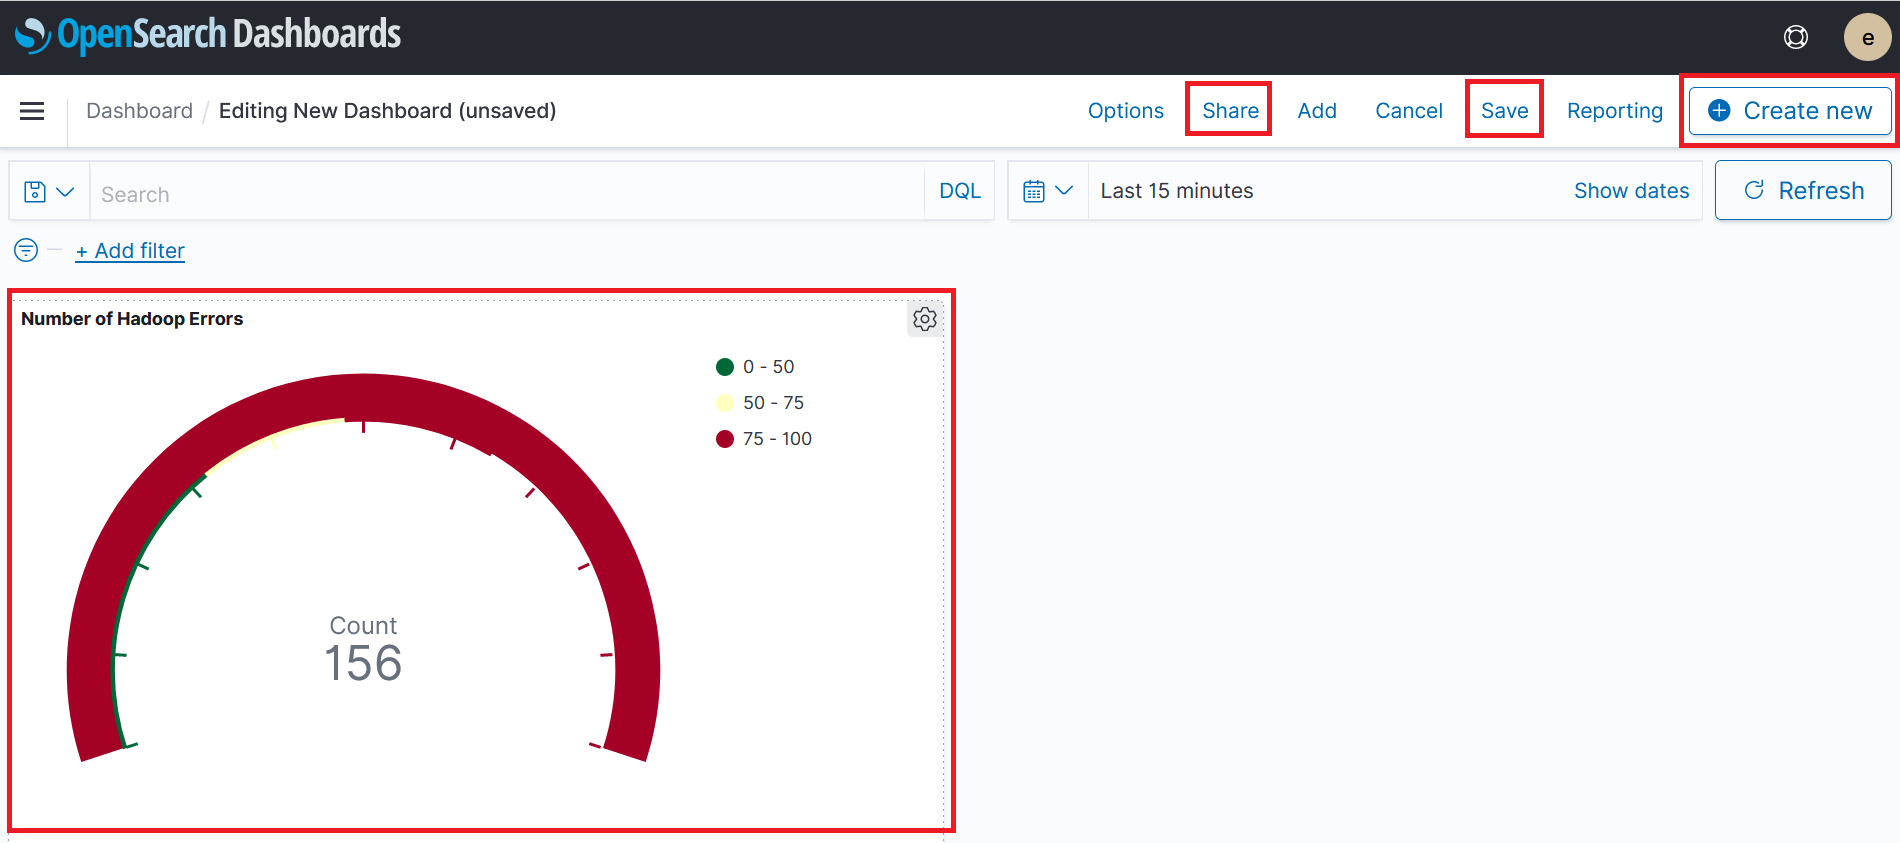 OpenSearch Dashboards
e
Dashboard / Editing New Dashboard (unsaved)
Options Share Add Cancel Save Reporting Create new
Search DQL Last 15 minutes Show dates Refresh
+ Add filter
Number of Hadoop Errors
0 - 50
50 - 75
75 - 100
Count
156